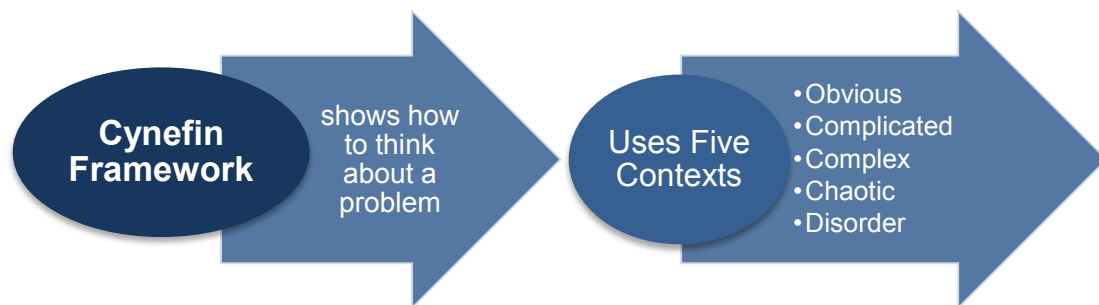 Cynefin
Framework
shows how
to think
about a
problem
Uses Five
Contexts
•Obvious
•Complicated
•Complex
•Chaotic
•Disorder